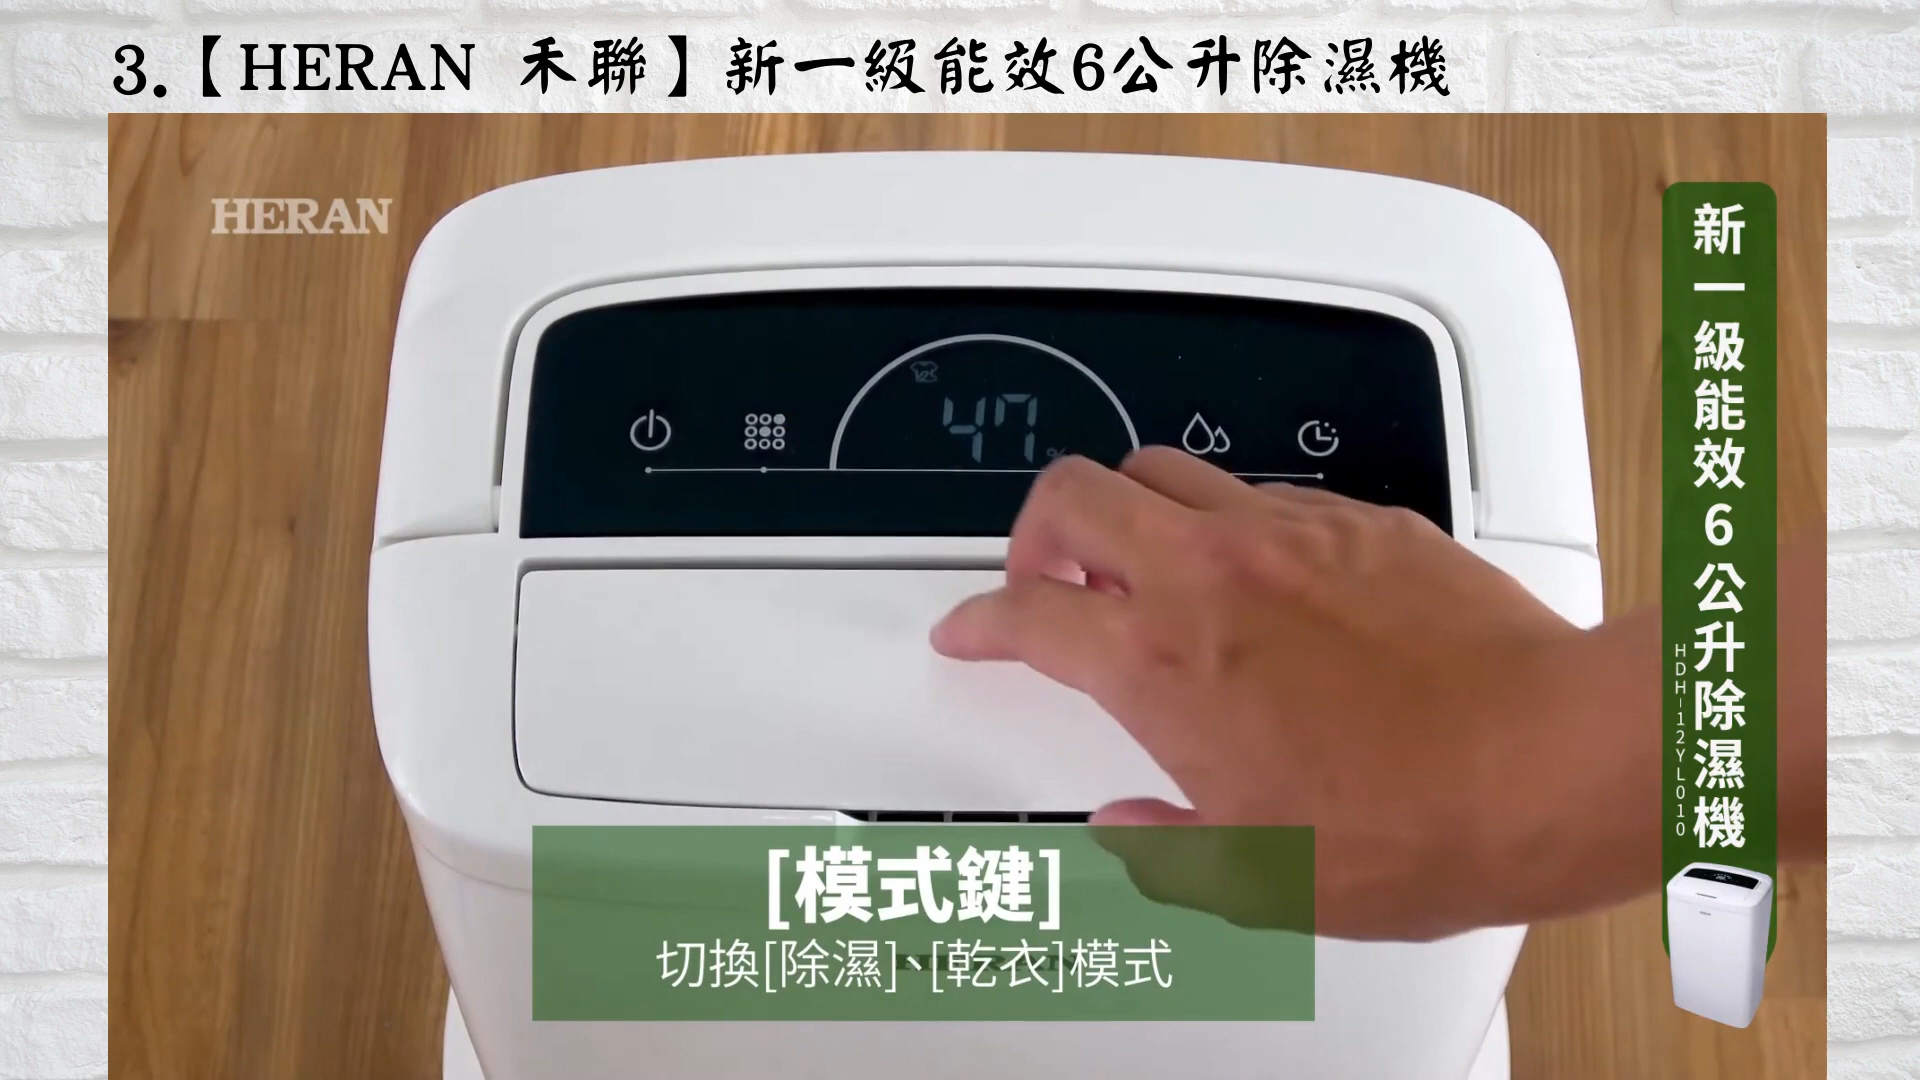 3.【HERAN 禾聯】新一級能效6公升除濕機
HERAN
47%
新一級能效6公升除濕機
HDH-12YL010
[模式鍵]
切換[除濕]、[乾衣]模式